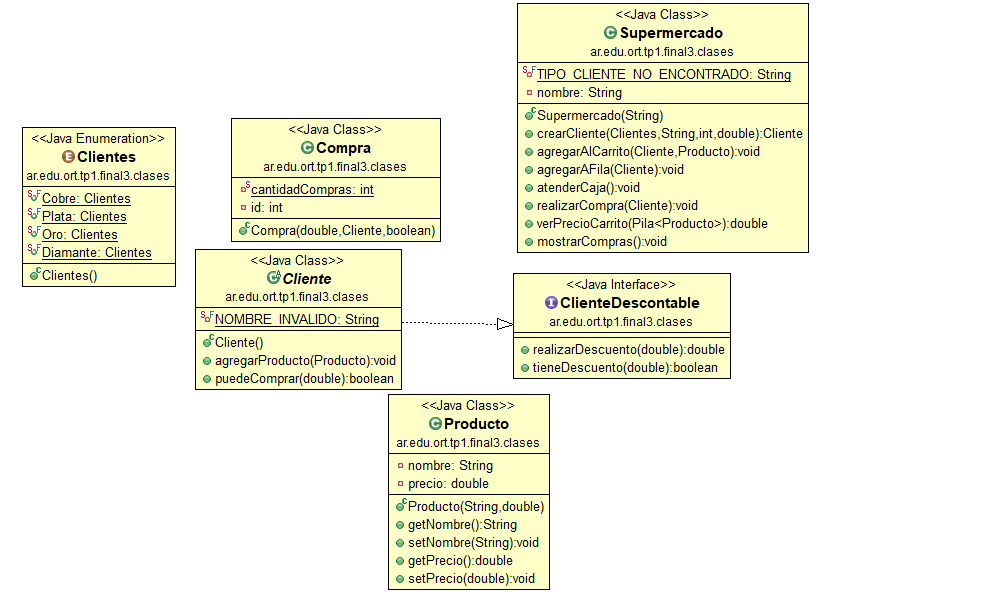 <<Java Class>>
Supermercado
ar.edu.ort.tp1.final3.clases
TIPO_CLIENTE_NO_ENCONTRADO: String
nombre: String
Supermercado(String)
crearCliente(Clientes,String,int,double):Cliente
agregarAlCarrito(Cliente,Producto):void
agregarAFila(Cliente):void
atenderCaja():void
realizarCompra(Cliente):void
verPrecioCarrito(Pila<Producto>):double
mostrarCompras():void
<<Java Enumeration>>
Clientes
ar.edu.ort.tp1.final3.clases
Cobre: Clientes
Plata: Clientes
Oro: Clientes
Diamante: Clientes
Clientes()
<<Java Class>>
Compra
ar.edu.ort.tp1.final3.clases
cantidadCompras: int
id: int
Compra(double,Cliente,boolean)
<<Java Class>>
Cliente
ar.edu.ort.tp1.final3.clases
NOMBRE_INVALIDO: String
Cliente()
agregarProducto(Producto):void
puedeComprar(double):boolean
<<Java Interface>>
ClienteDescontable
ar.edu.ort.tp1.final3.clases
realizarDescuento(double):double
tieneDescuento(double):boolean
<<Java Class>>
Producto
ar.edu.ort.tp1.final3.clases
nombre: String
precio: double
Producto(String,double)
getNombre():String
setNombre(String):void
getPrecio():double
setPrecio(double):void